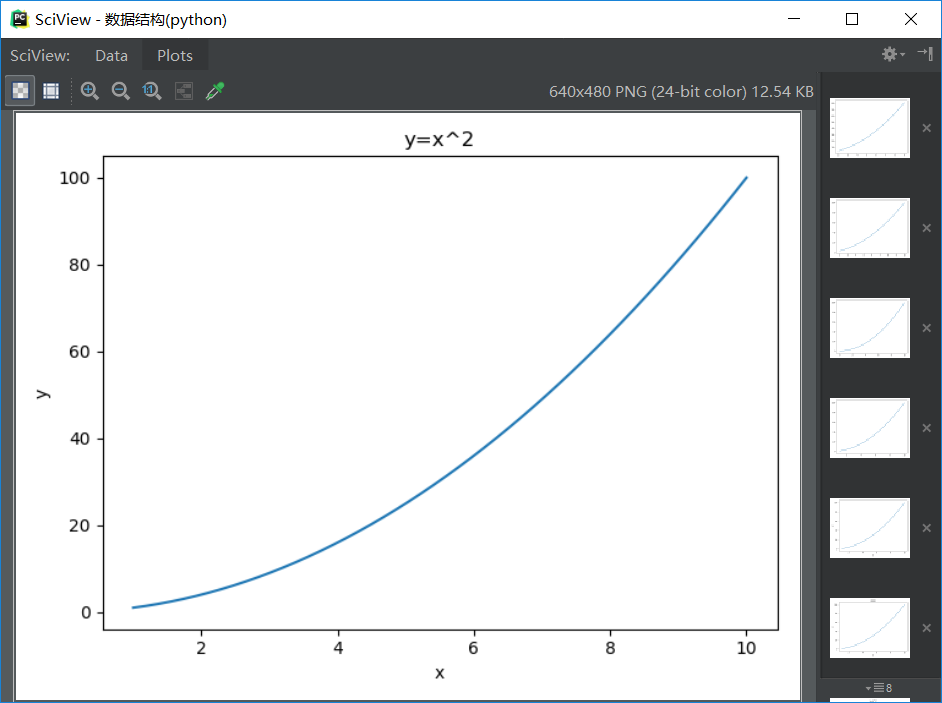 SciView - 数据结构(python)
SciView: Data Plots
640x480 PNG (24-bit color) 12.54 KB
y=x^2
100
80
60
y
40
20
0
2 4 6 8 10
x
8